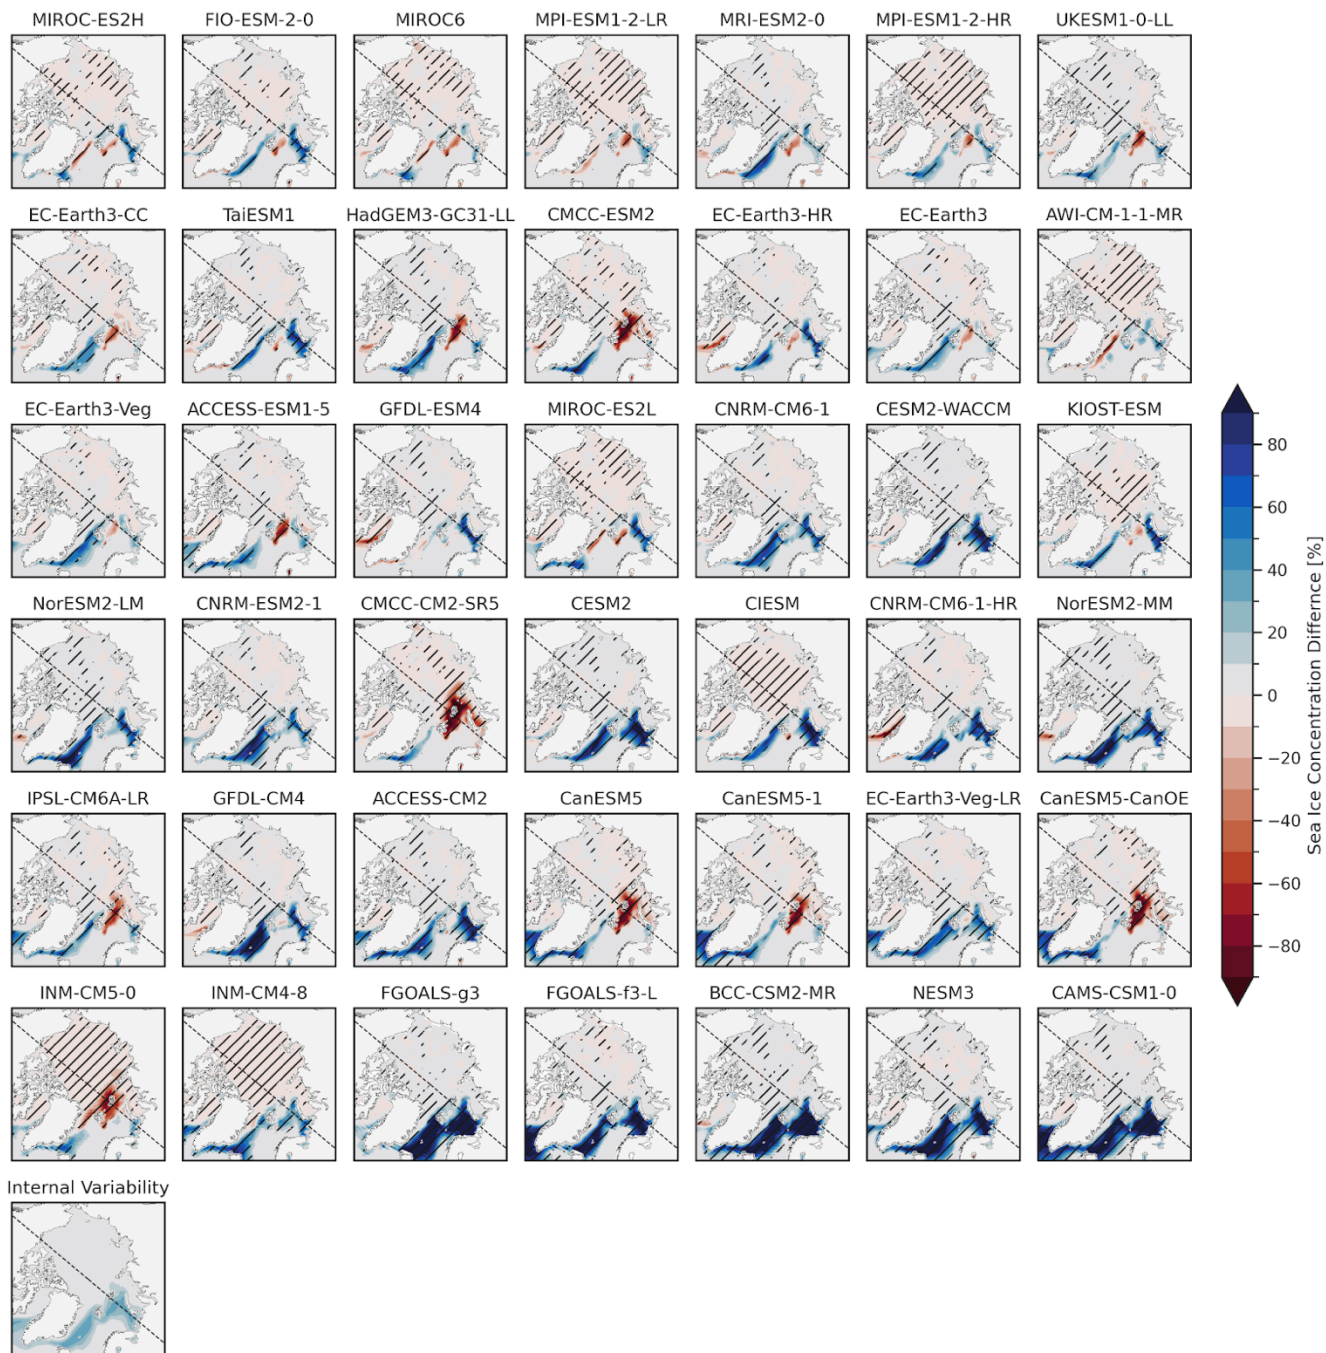 MIROC-ES2H FIO-ESM-2-0 MIROC6 MPI-ESM1-2-LR MRI-ESM2-0 MPI-ESM1-2-HR UKESM1-0-LL
EC-Earth3-CC TaiESM1 HadGEM3-GC31-LL CMCC-ESM2 EC-Earth3-HR EC-Earth3 AWI-CM-1-1-MR
EC-Earth3-Veg ACCESS-ESM1-5 GFDL-ESM4 MIROC-ES2L CNRM-CM6-1 CESM2-WACCM KIOST-ESM
NorESM2-LM CNRM-ESM2-1 CMCC-CM2-SR5 CESM2 CIESM CNRM-CM6-1-HR NorESM2-MM
IPSL-CM6A-LR GFDL-CM4 ACCESS-CM2 CanESM5 CanESM5-1 EC-Earth3-Veg-LR CanESM5-CanOE
INM-CM5-0 INM-CM4-8 FGOALS-g3 FGOALS-f3-L BCC-CSM2-MR NESM3 CAMS-CSM1-0
Internal Variability
80
60
40
20
0
−20
−40
−60
−80
Sea Ice Concentration Differnce [%]